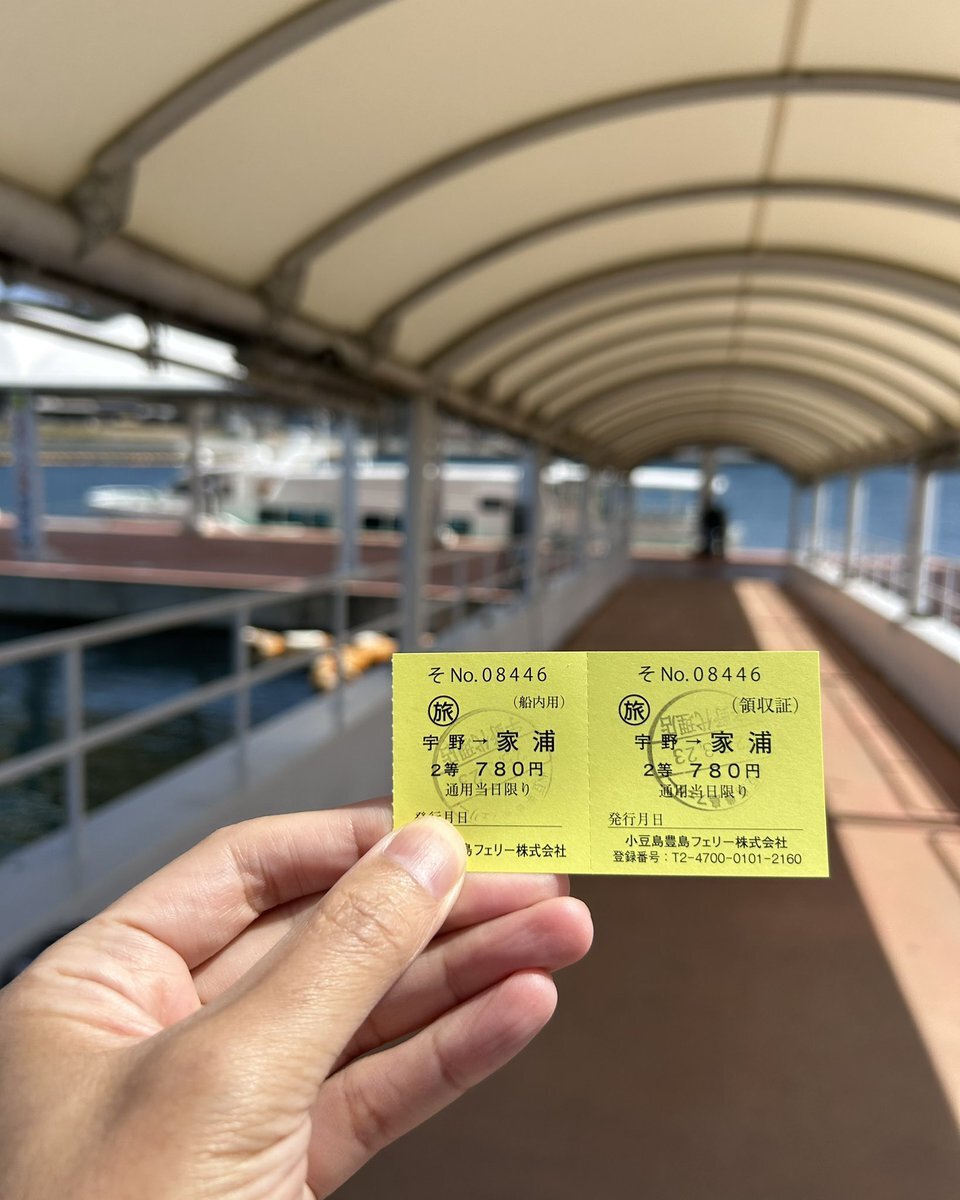 そNo.08446
旅 (船内用)
宇野→家浦
2等 780円
通用当日限り
発行月日
島フェリー株式会社
そNo.08446
旅 (領収証)
宇野→家浦
2等 780円
通用当日限り
発行月日
小豆島豊島フェリー株式会社
登録番号:T2-4700-0101-2160